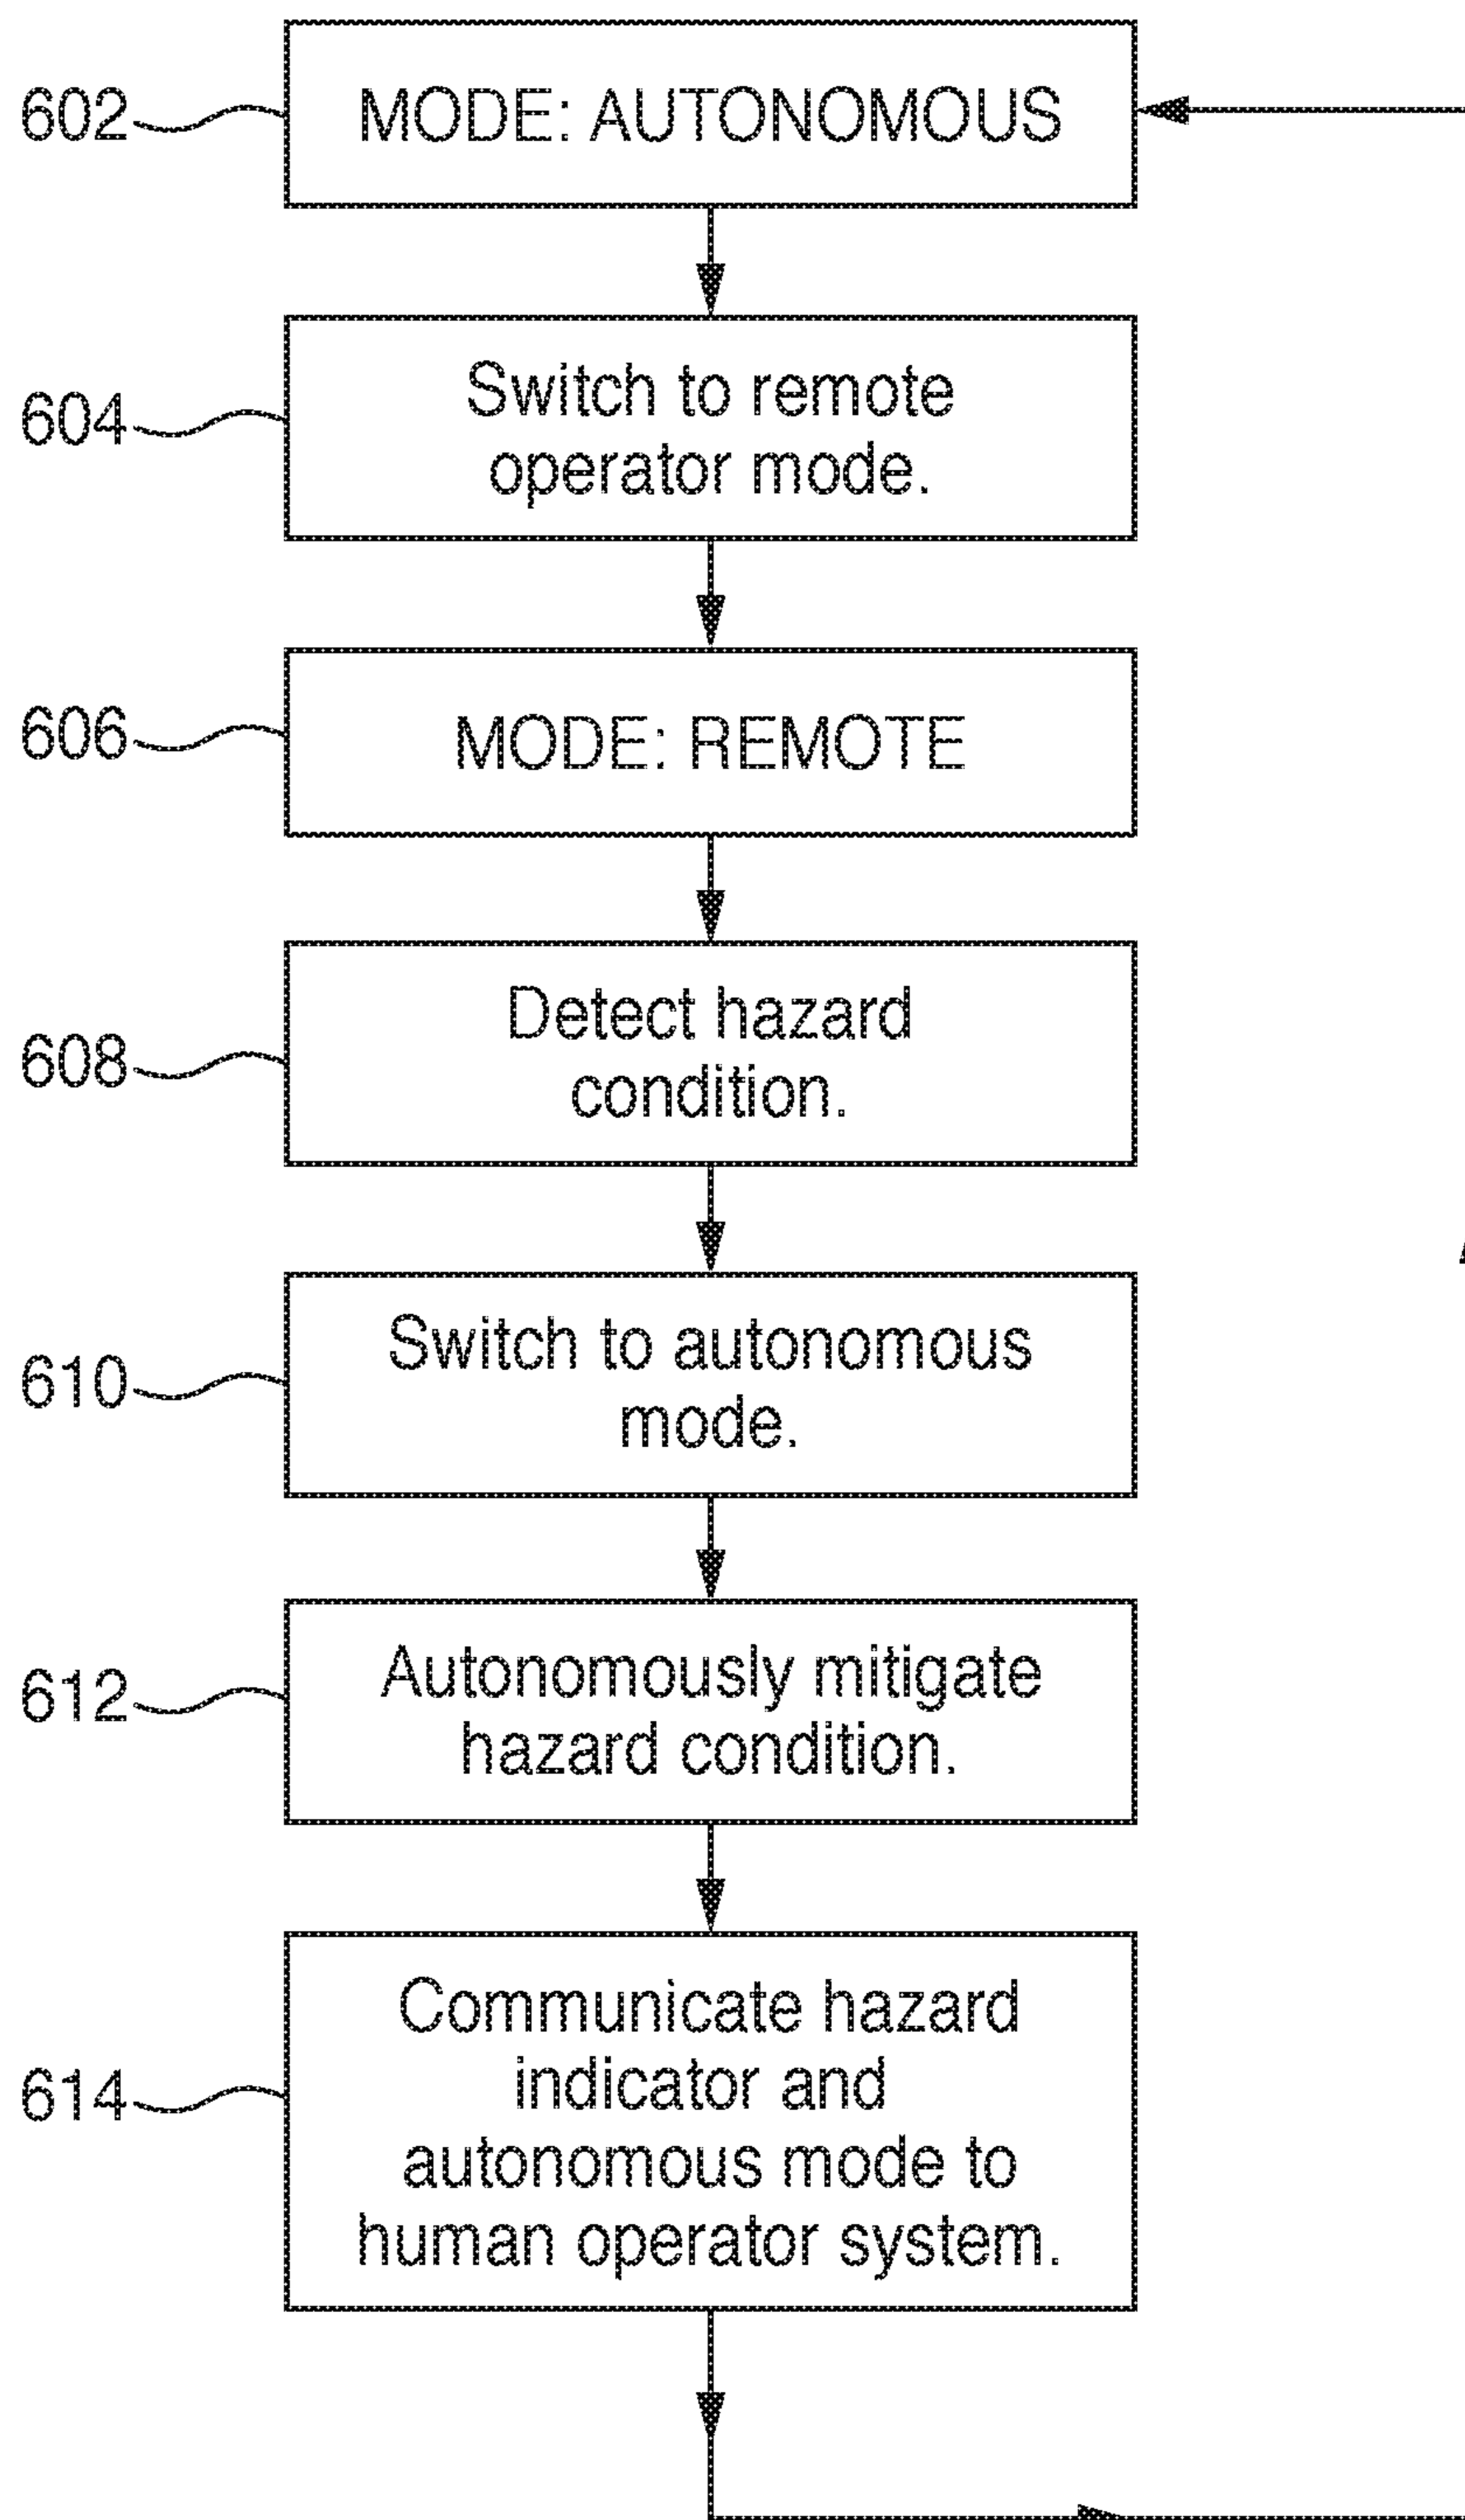 602
MODE: AUTONOMOUS
604
Switch to remote
operator mode.
606
MODE: REMOTE
608
Detect hazard
condition.
610
Switch to autonomous
mode.
612
Autonomously mitigate
hazard condition.
614
Communicate hazard
indicator and
autonomous mode to
human operator system.